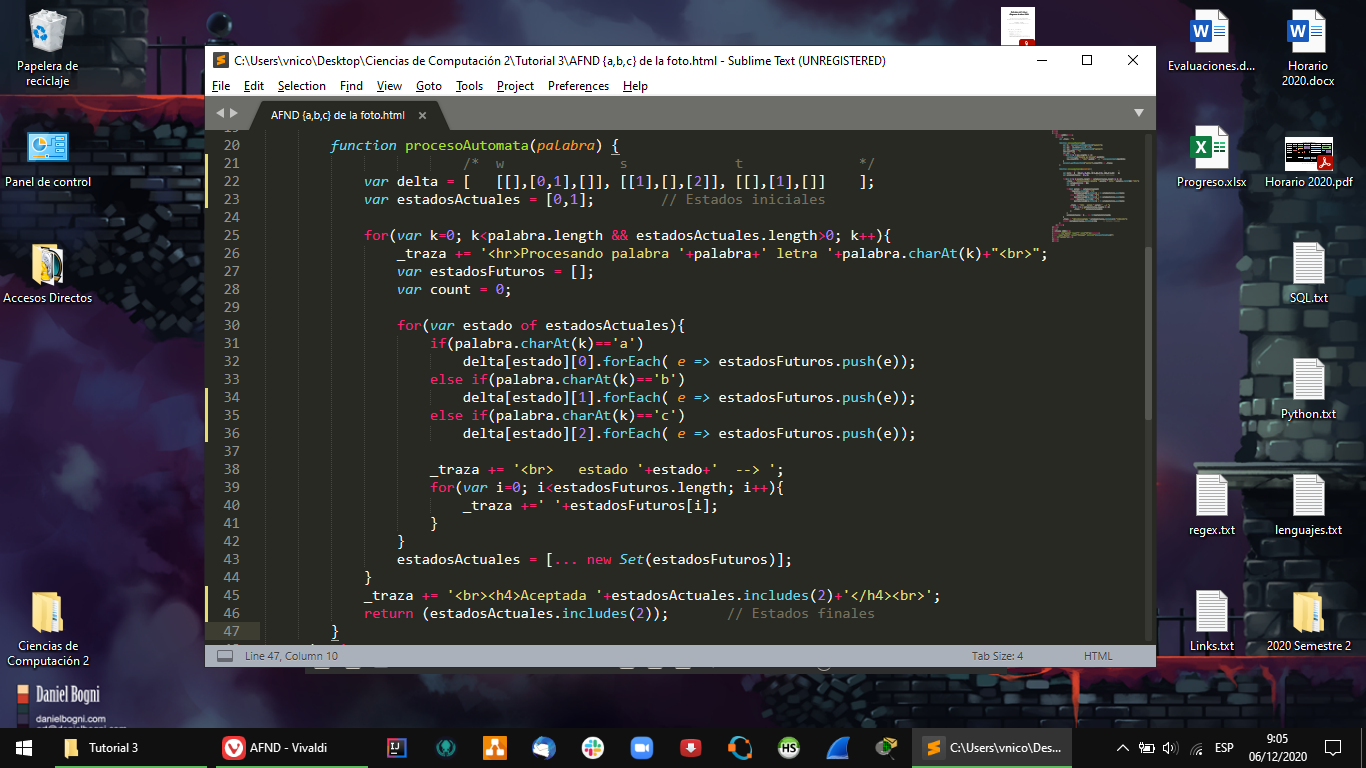 Papelera de
reciclaje
Panel de control
Accesos Directos
Ciencias de
Computación 2
Daniel Bogni
danielbogni.com
C:\Users\vnico\Desktop\Ciencias de Computación 2\Tutorial 3\AFND {a,b,c} de la foto.html - Sublime Text (UNREGISTERED)
File Edit Selection Find View Goto Tools Project Preferences Help
AFND {a,b,c} de la foto.html
20 function procesoAutomata(palabra) {
21 /* w s t */
22 var delta = [ [[],[0,1],[]], [[1],[],[2]], [[],[1],[]] ];
23 var estadosActuales = [0,1]; // Estados iniciales
24
25 for(var k=0; k<palabra.length && estadosActuales.length>0; k++){
26 _traza += '<hr>Procesando palabra '+palabra+' letra '+palabra.charAt(k)+"<br>";
27 var estadosFuturos = [];
28 var count = 0;
29
30 for(var estado of estadosActuales){
31 if(palabra.charAt(k)=='a')
32 delta[estado][0].forEach( e => estadosFuturos.push(e));
33 else if(palabra.charAt(k)=='b')
34 delta[estado][1].forEach( e => estadosFuturos.push(e));
35 else if(palabra.charAt(k)=='c')
36 delta[estado][2].forEach( e => estadosFuturos.push(e));
37
38 _traza += '<br>   estado '+estado+'  --> ';
39 for(var i=0; i<estadosFuturos.length; i++){
40 _traza +=' '+estadosFuturos[i];
41 }
42 }
43 estadosActuales = [... new Set(estadosFuturos)];
44 }
45 _traza += '<br><h4>Aceptada '+estadosActuales.includes(2)+'</h4><br>';
46 return (estadosActuales.includes(2)); // Estados finales
47 }
Line 47, Column 10 Tab Size: 4 HTML
Evaluaciones.d...
Horario
2020.docx
Progreso.xlsx
Horario 2020.pdf
SQL.txt
Python.txt
regex.txt
lenguajes.txt
Links.txt
2020 Semestre 2
Tutorial 3
AFND - Vivaldi
C:\Users\vnico\Des...
ESP
9:05
06/12/2020